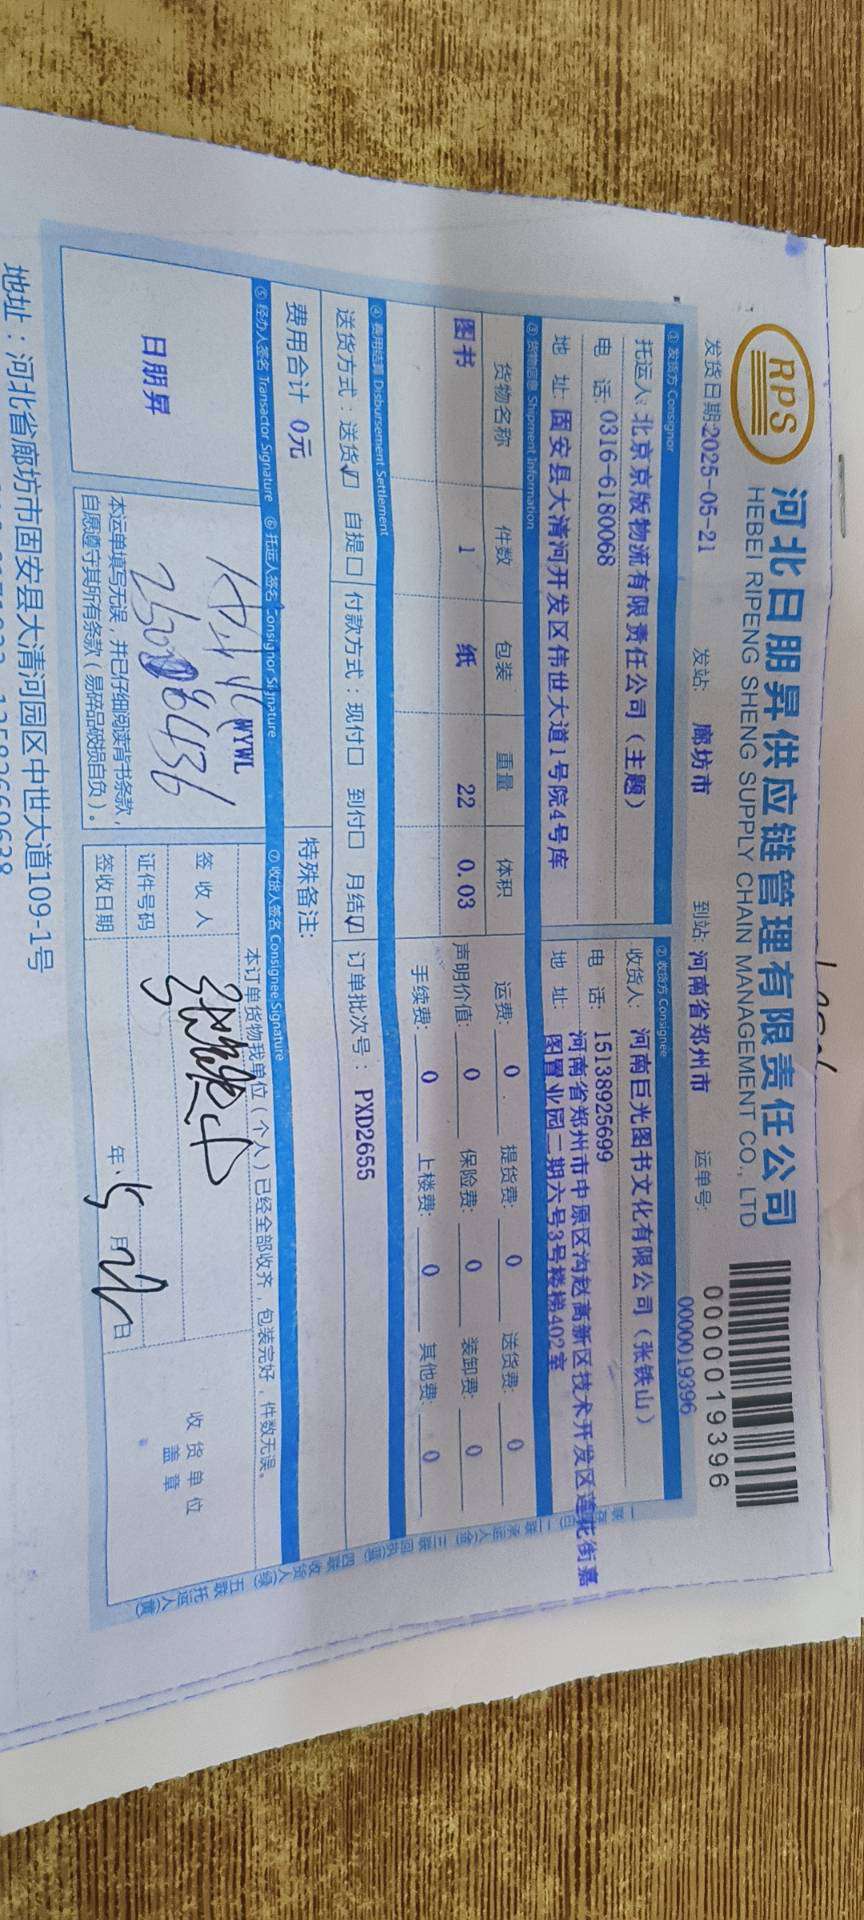 RPS
河北日朋昇供应链管理有限责任公司
HEBEI RIPENG SHENG SUPPLY CHAIN MANAGEMENT CO., LTD
0000019396
发货日期:2025-05-21 发站: 廊坊市 到站: 河南省郑州市 运单号: 0000019396
① 发货方 Consignor ② 收货方 Consignee
托运人: 北京京版物流有限责任公司(主题) 收货人: 河南巨光图书文化有限公司(张铁山)
电 话: 0316-6180068 电 话: 15138925699
地 址: 固安县大清河开发区伟世大道1号院4号库 地 址: 河南省郑州市中原区沟赵高新区技术开发区莲花街嘉
图置业园二期六号3号楼梯402室
③ 货物信息 Shipment Information
货物名称 件数 包装 重量 体积 运费: 0 提货费: 0 送货费: 0
图书 1 纸 22 0.03 声明价值: 0 保险费: 0 装卸费: 0
手续费: 0 上楼费: 0 其他费: 0
④ 费用结算 Disbursement Settlement
送货方式:送货☑ 自提☐ 付款方式:现付☐ 到付☐ 月结☑ 订单批次号: PXD2655
费用合计 0元 特殊备注:
⑤ 经办人签名 Transactor Signature ⑥ 托运人签名 Consignor Signature ⑦ 收货人签名 Consignee Signature
日朋昇
WYWL
本运单填写无误,并已仔细阅读背书条款,
自愿遵守其所有条款(易碎品破损自负)。
本订单货物我单位(个人)已经全部收齐,包装完好,件数无误。
签收人
证件号码
签收日期 年 5 月 日
收货单位
盖章
地址:河北省廊坊市固安县大清河园区中世大道109-1号